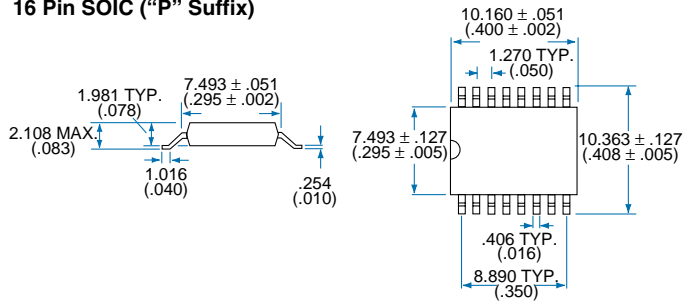 16 Pin SOIC (“P” Suffix)
10.160 ± .051
(.400 ± .002)
1.270 TYP.
(.050)
7.493 ± .051
(.295 ± .002)
1.981 TYP.
(.078)
2.108 MAX.
(.083)
1.016
(.040)
.254
(.010)
7.493 ± .127
(.295 ± .005)
10.363 ± .127
(.408 ± .005)
.406 TYP.
(.016)
8.890 TYP.
(.350)